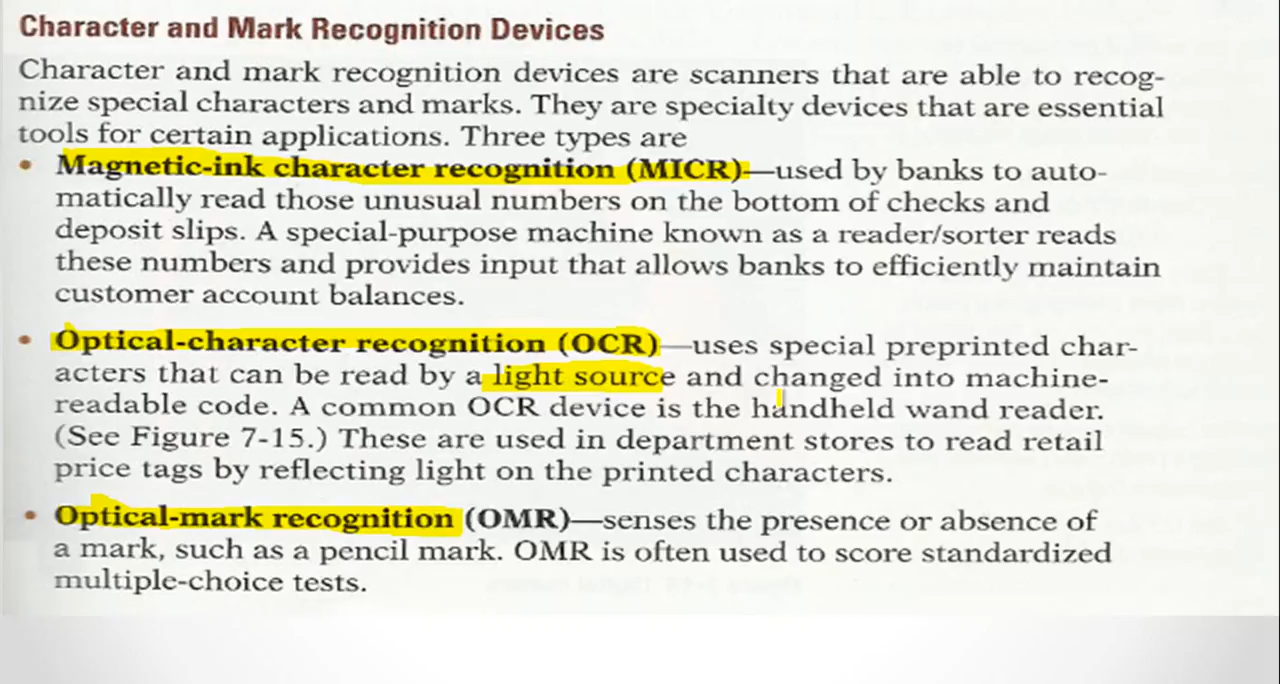 Character and Mark Recognition Devices
Character and mark recognition devices are scanners that are able to recog-
nize special characters and marks. They are specialty devices that are essential
tools for certain applications. Three types are
• Magnetic-ink character recognition (MICR)—used by banks to auto-
matically read those unusual numbers on the bottom of checks and
deposit slips. A special-purpose machine known as a reader/sorter reads
these numbers and provides input that allows banks to efficiently maintain
customer account balances.
• Optical-character recognition (OCR)—uses special preprinted char-
acters that can be read by a light source and changed into machine-
readable code. A common OCR device is the handheld wand reader.
(See Figure 7-15.) These are used in department stores to read retail
price tags by reflecting light on the printed characters.
• Optical-mark recognition (OMR)—senses the presence or absence of
a mark, such as a pencil mark. OMR is often used to score standardized
multiple-choice tests.